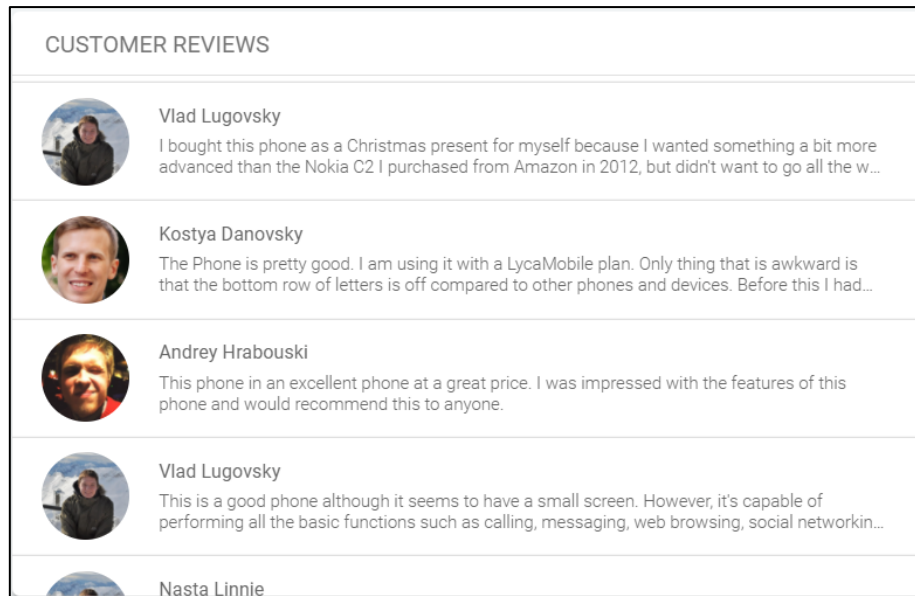 CUSTOMER REVIEWS
Vlad Lugovsky
I bought this phone as a Christmas present for myself because I wanted something a bit more
advanced than the Nokia C2 I purchased from Amazon in 2012, but didn't want to go all the w...
Kostya Danovsky
The Phone is pretty good. I am using it with a LycaMobile plan. Only thing that is awkward is
that the bottom row of letters is off compared to other phones and devices. Before this I had...
Andrey Hrabouski
This phone in an excellent phone at a great price. I was impressed with the features of this
phone and would recommend this to anyone.
Vlad Lugovsky
This is a good phone although it seems to have a small screen. However, it's capable of
performing all the basic functions such as calling, messaging, web browsing, social networkin...
Nasta Linnie